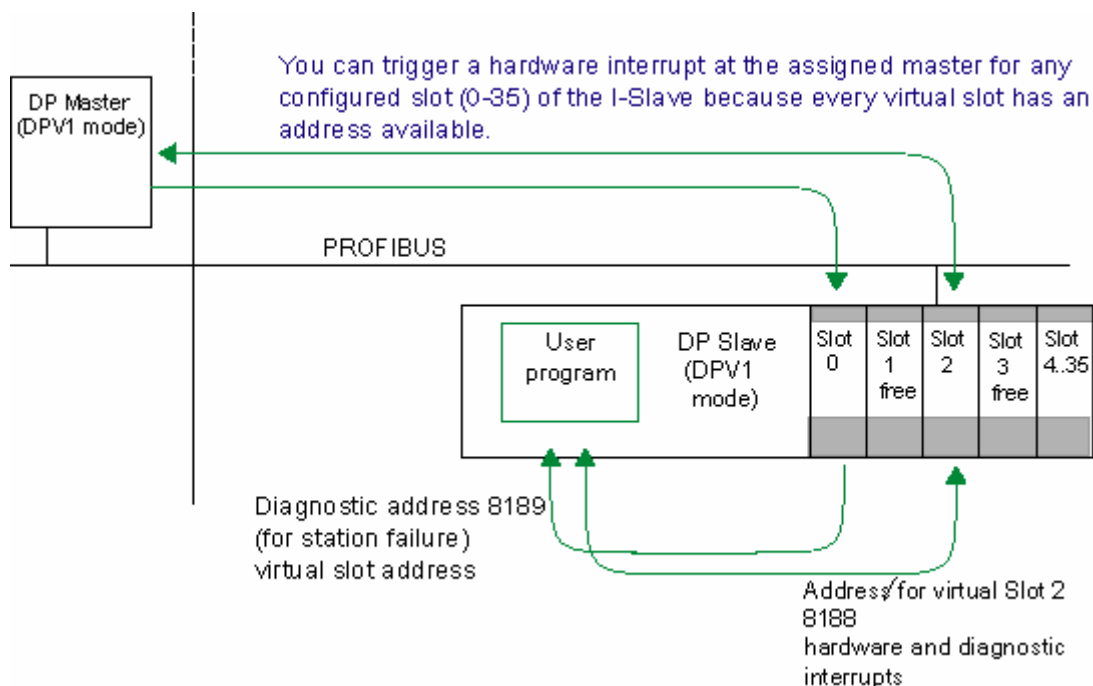 You can trigger a hardware interrupt at the assigned master for any
configured slot (0-35) of the I-Slave because every virtual slot has an
address available.
DP Master
(DPV1 mode)
PROFIBUS
User
program
DP Slave
(DPV1
mode)
Slot
0
Slot
1
free
Slot
2
Slot
3
free
Slot
4..35
Diagnostic address 8189
(for station failure)
virtual slot address
Address/for virtual Slot 2
8188
hardware and diagnostic
interrupts